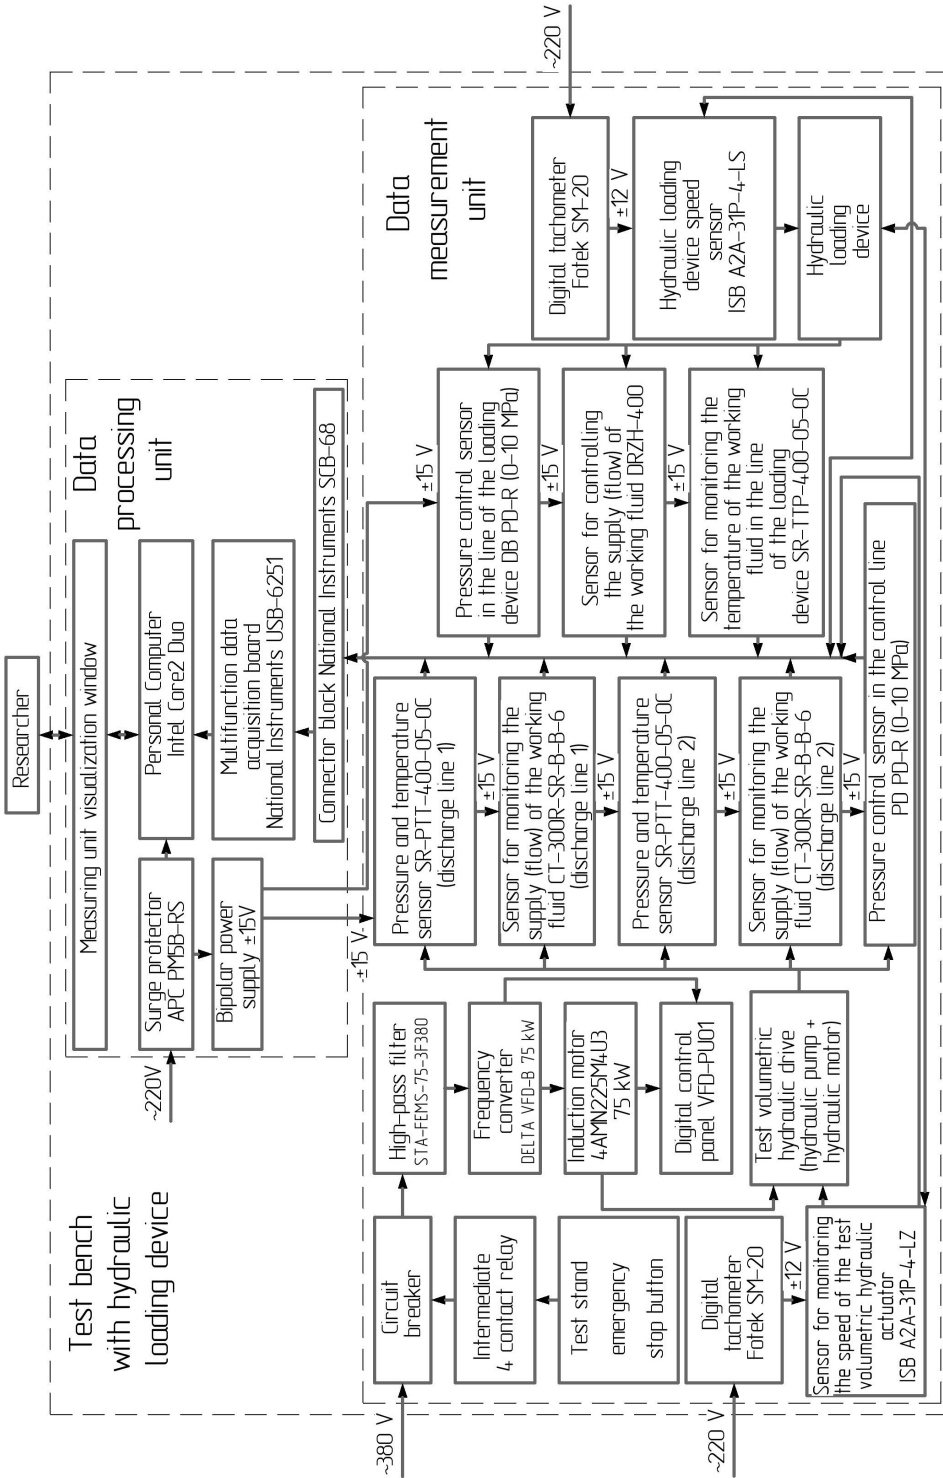 Researcher
Test bench
with hydraulic
loading device
Data
processing
unit
Measuring unit visualization window
~220V
Surge protector
APC PM5B-RS
Personal Computer
Intel Core2 Duo
Bipolar power
supply ±15V
Multifunction data
acquisition board
National Instruments USB-6251
Connector block National Instruments SCB-68
±15 V
Data
measurement
unit
~380 V
Circuit
breaker
High-pass filter
STA-FEMS-75-3F380
Pressure and temperature
sensor SR-PTT-400-05-0C
(discharge line 1)
±15 V
±15 V
Intermediate
4 contact relay
Frequency
converter
DELTA VFD-B 75 kW
Sensor for monitoring the
supply (flow) of the working
fluid CT-300R-SR-B-B-6
(discharge line 1)
Pressure control sensor
in the line of the loading
device DB PD-R (0-10 MPa)
±15 V
±15 V
Test stand
emergency
stop button
Induction motor
4AMN225M4U3
75 kW
Pressure and temperature
sensor SR-PTT-400-05-0C
(discharge line 2)
Sensor for controlling
the supply (flow) of
the working fluid DRZH-400
Digital tachometer
Fotek SM-20
~220 V
±12 V
±15 V
±15 V
~220 V
Digital
tachometer
Fotek SM-20
Digital control
panel VFD-PU01
Sensor for monitoring the
supply (flow) of the working
fluid CT-300R-SR-B-B-6
(discharge line 2)
Sensor for monitoring the
temperature of the working
fluid in the line
of the loading
device SR-TTP-400-05-0C
Hydraulic loading
device speed
sensor
ISB A2A-31P-4-LS
±12 V
±15 V
Sensor for monitoring
the speed of the test
volumetric hydraulic
actuator
ISB A2A-31P-4-LZ
Test volumetric
hydraulic drive
(hydraulic pump +
hydraulic motor)
Pressure control sensor in the control line
PD PD-R (0-10 MPa)
Hydraulic
loading
device